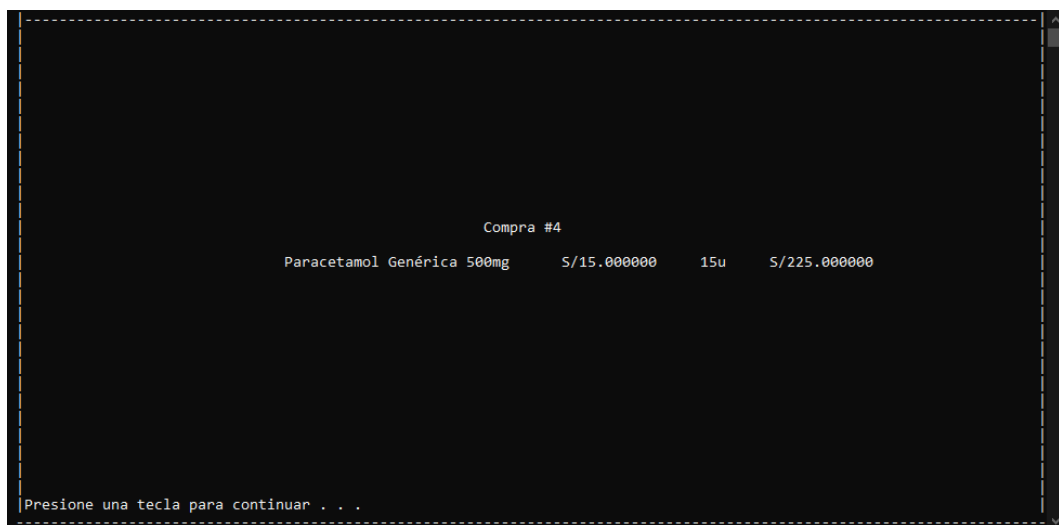 Compra #4
Paracetamol Genérica 500mg S/15.000000 15u S/225.000000
Presione una tecla para continuar . . .